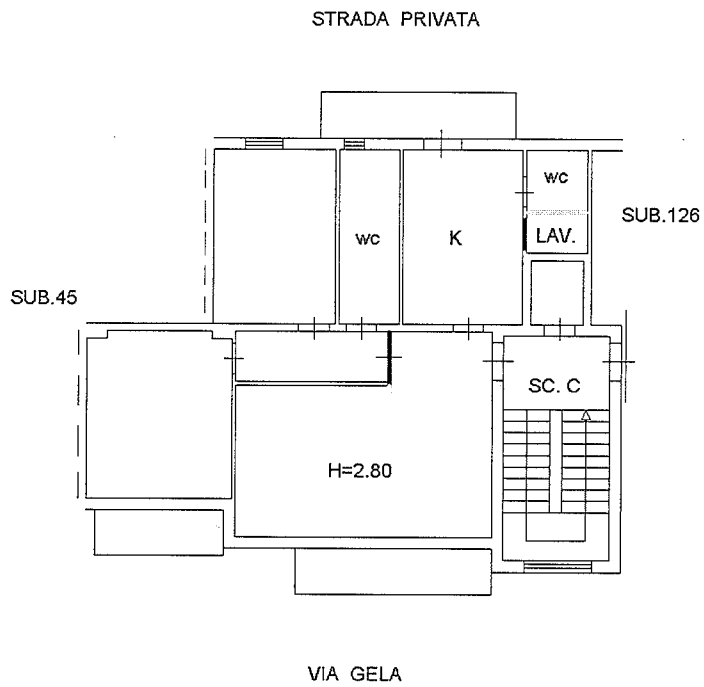 STRADA PRIVATA
wc
SUB.126
wc
K
LAV.
SUB.45
SC. C
H=2.80
VIA GELA